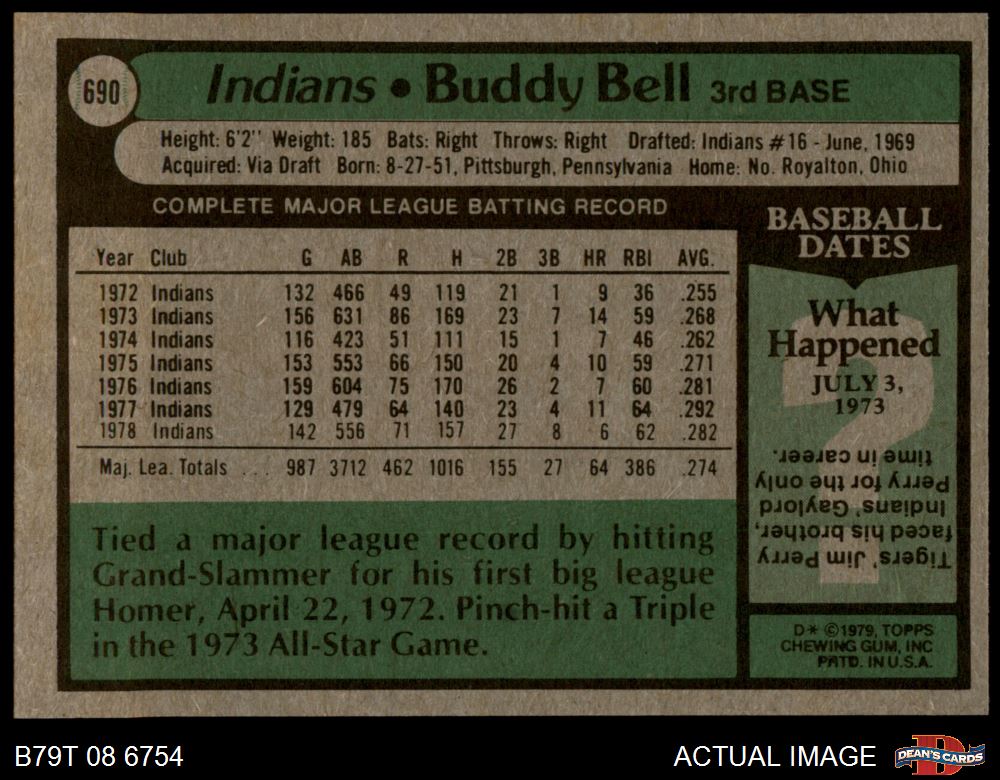 690
Indians • Buddy Bell 3rd BASE
Height: 6'2" Weight: 185 Bats: Right Throws: Right Drafted: Indians #16 - June, 1969
Acquired: Via Draft Born: 8-27-51, Pittsburgh, Pennsylvania Home: No. Royalton, Ohio
COMPLETE MAJOR LEAGUE BATTING RECORD
Year Club G AB R H 2B 3B HR RBI AVG.
1972 Indians 132 466 49 119 21 1 9 36 .255
1973 Indians 156 631 86 169 23 7 14 59 .268
1974 Indians 116 423 51 111 15 1 7 46 .262
1975 Indians 153 553 66 150 20 4 10 59 .271
1976 Indians 159 604 75 170 26 2 7 60 .281
1977 Indians 129 479 64 140 23 4 11 64 .292
1978 Indians 142 556 71 157 27 8 6 62 .282
Maj. Lea. Totals ... 987 3712 462 1016 155 27 64 386 .274
Tied a major league record by hitting
Grand-Slammer for his first big league
Homer, April 22, 1972. Pinch-hit a Triple
in the 1973 All-Star Game.
BASEBALL
DATES
What
Happened
JULY 3,
1973
?
Tigers' Jim Perry
faced his brother,
Indians' Gaylord
Perry for the only
time in career.
D* ©1979, TOPPS
CHEWING GUM, INC
PRTD. IN U.S.A.
B79T 08 6754
ACTUAL IMAGE
D
DEAN'S CARDS